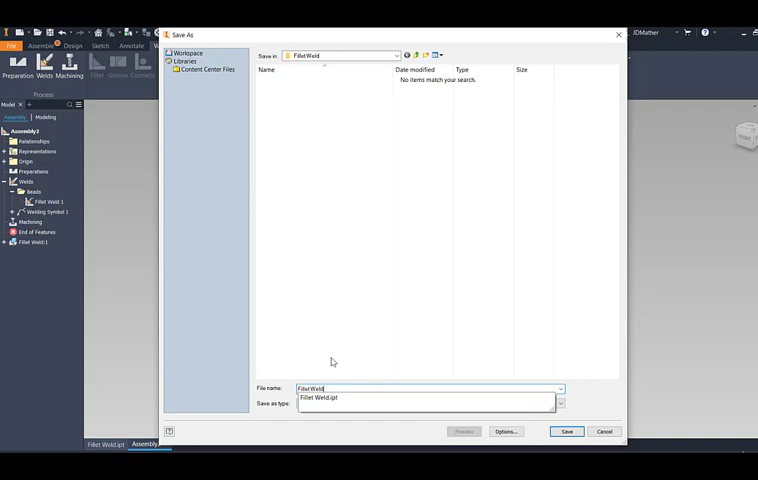 Save As
File
Assemble
Design
Sketch
Annotate
JDMather
Preparation
Welds
Machining
Fillet
Groove
Cosmetic
Process
Model
Assembly
Modeling
Assembly2
Relationships
Representations
Origin
Preparations
Welds
Beads
Fillet Weld 1
Welding Symbol 1
Machining
End of Features
Fillet Weld:1
Workspace
Libraries
Content Center Files
Save in:
FilletWeld
Name
Date modified
Type
Size
No items match your search.
File name:
FilletWeld
Fillet Weld.ipt
Save as type:
Preview
Options...
Save
Cancel
Fillet Weld.ipt
Assembly
FRONT